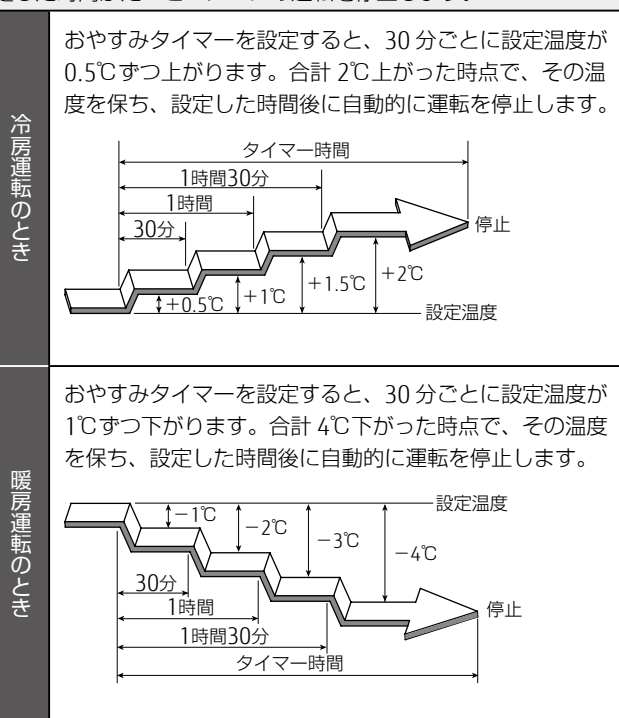 冷房運転のとき
おやすみタイマーを設定すると、30 分ごとに設定温度が
0.5℃ずつ上がります。合計 2℃上がった時点で、その温
度を保ち、設定した時間後に自動的に運転を停止します。
タイマー時間
1時間30分
1時間
30分
停止
+0.5℃
+1℃
+1.5℃
+2℃
設定温度
暖房運転のとき
おやすみタイマーを設定すると、30 分ごとに設定温度が
1℃ずつ下がります。合計 4℃下がった時点で、その温度
を保ち、設定した時間後に自動的に運転を停止します。
設定温度
−1℃
−2℃
−3℃
−4℃
30分
1時間
1時間30分
タイマー時間
停止